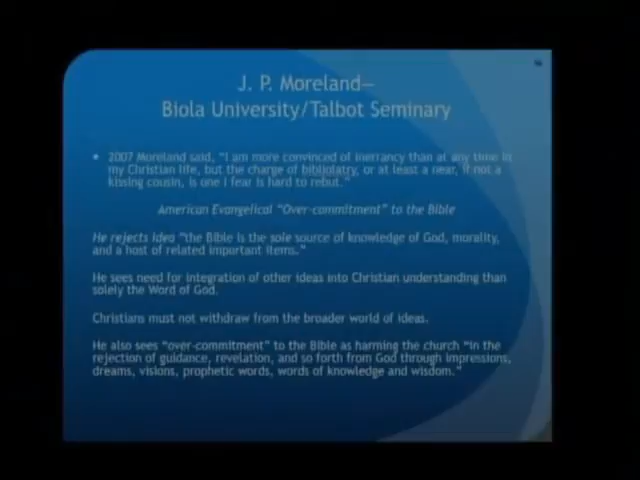 J. P. Moreland—
Biola University/Talbot Seminary
• 2007 Moreland said, "I am more convinced of inerrancy than at any time in
my Christian life, but the charge of bibliolatry, or at least a near, if not a
kissing cousin, is one I fear is hard to rebut."
American Evangelical "Over-commitment" to the Bible
He rejects idea "the Bible is the sole source of knowledge of God, morality,
and a host of related important items."
He sees need for integration of other ideas into Christian understanding than
solely the Word of God.
Christians must not withdraw from the broader world of ideas.
He also sees "over-commitment" to the Bible as harming the church "in the
rejection of guidance, revelation, and so forth from God through impressions,
dreams, visions, prophetic words, words of knowledge and wisdom."